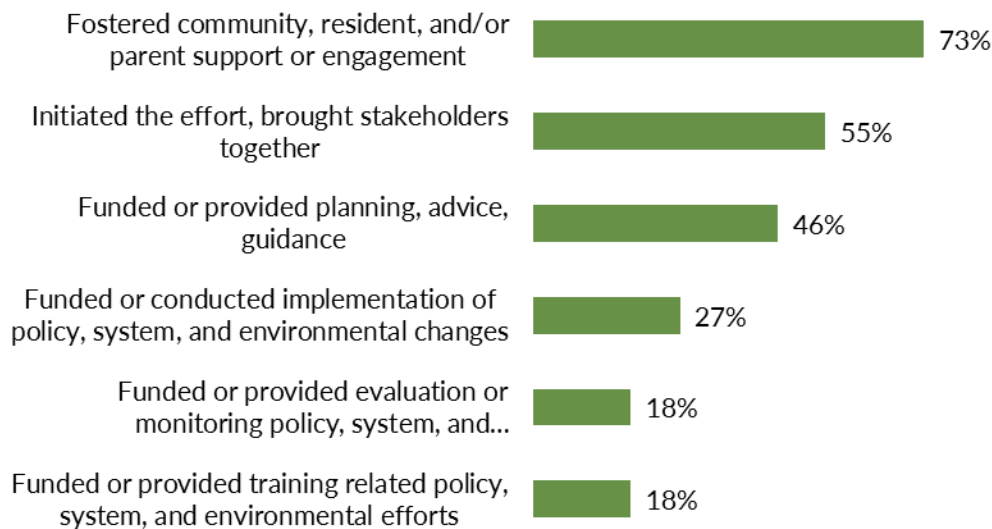 Fostered community, resident, and/or
parent support or engagement
73%
Initiated the effort, brought stakeholders
together
55%
Funded or provided planning, advice,
guidance
46%
Funded or conducted implementation of
policy, system, and environmental changes
27%
Funded or provided evaluation or
monitoring policy, system, and...
18%
Funded or provided training related policy,
system, and environmental efforts
18%